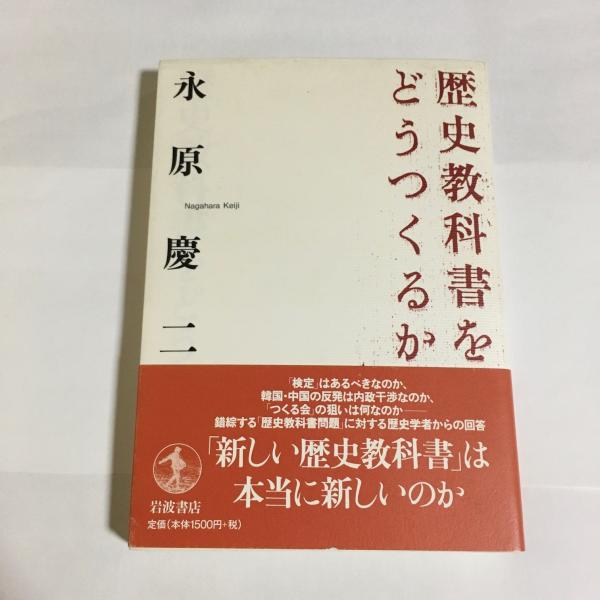 歴史教科書を
どうつくるか
永原慶二
Nagahara Keiji
「検定」はあるべきなのか、
韓国・中国の反発は内政干渉なのか、
「つくる会」の狙いは何なのか――
錯綜する「歴史教科書問題」に対する歴史学者からの回答
「新しい歴史教科書」は
本当に新しいのか
岩波書店
定価(本体1500円+税)